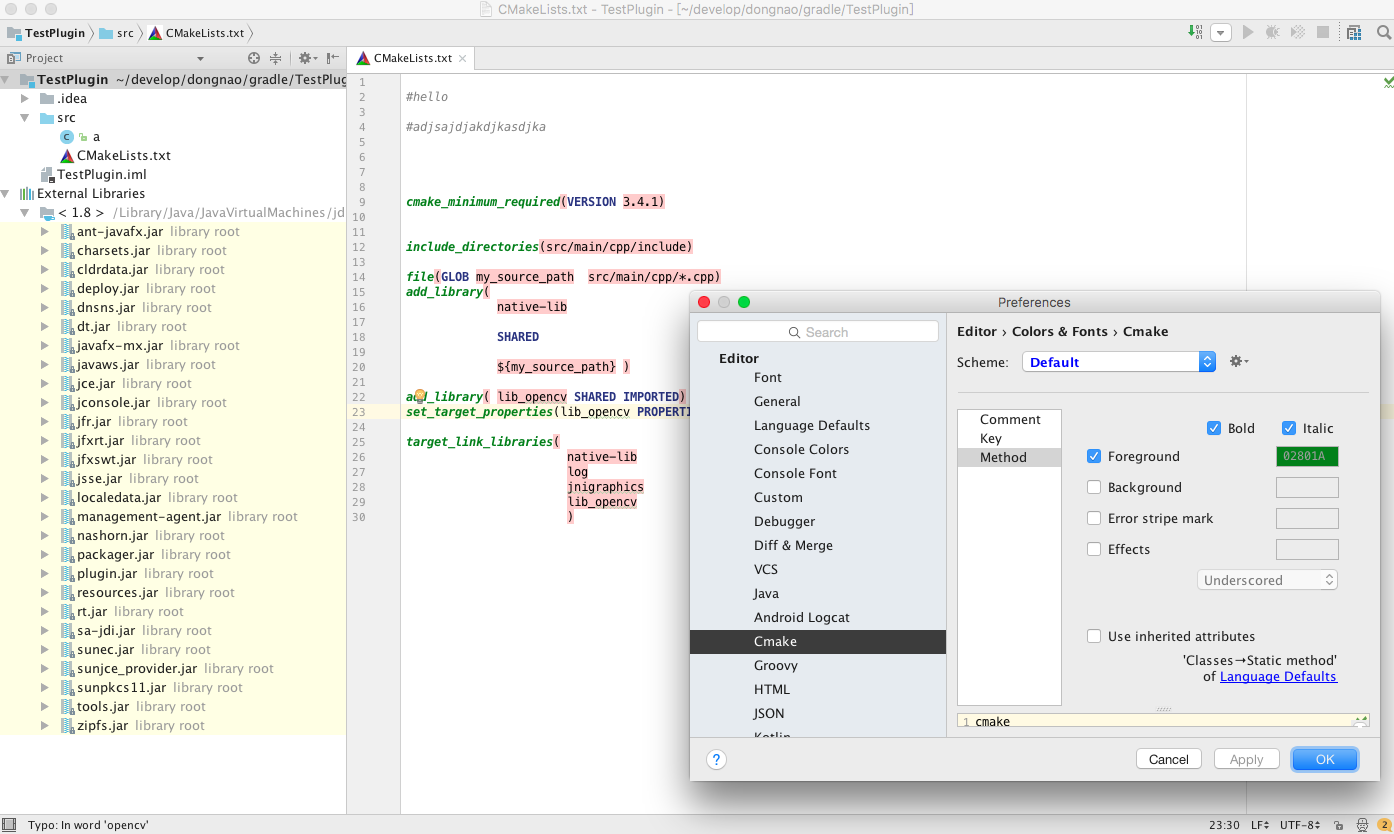 CMakeLists.txt - TestPlugin - [~/develop/dongnao/gradle/TestPlugin]
TestPlugin src CMakeLists.txt
Project
TestPlugin ~/develop/dongnao/gradle/TestPlug
.idea
src
a
CMakeLists.txt
TestPlugin.iml
External Libraries
< 1.8 > /Library/Java/JavaVirtualMachines/jd
ant-javafx.jar library root
charsets.jar library root
cldrdata.jar library root
deploy.jar library root
dnsns.jar library root
dt.jar library root
javafx-mx.jar library root
javaws.jar library root
jce.jar library root
jconsole.jar library root
jfr.jar library root
jfxrt.jar library root
jfxswt.jar library root
jsse.jar library root
localedata.jar library root
management-agent.jar library root
nashorn.jar library root
packager.jar library root
plugin.jar library root
resources.jar library root
rt.jar library root
sa-jdi.jar library root
sunec.jar library root
sunjce_provider.jar library root
sunpkcs11.jar library root
tools.jar library root
zipfs.jar library root
CMakeLists.txt
1
2 #hello
3
4 #adjsajdjakdjkasdjka
5
6
7
8
9 cmake_minimum_required(VERSION 3.4.1)
10
11
12 include_directories(src/main/cpp/include)
13
14 file(GLOB my_source_path src/main/cpp/*.cpp)
15 add_library(
16 native-lib
17
18 SHARED
19
20 ${my_source_path} )
21
22 add_library( lib_opencv SHARED IMPORTED)
23 set_target_properties(lib_opencv PROPERTI
24
25 target_link_libraries(
26 native-lib
27 log
28 jnigraphics
29 lib_opencv
30 )
Preferences
Search
Editor
Font
General
Language Defaults
Console Colors
Console Font
Custom
Debugger
Diff & Merge
VCS
Java
Android Logcat
Cmake
Groovy
HTML
JSON
Kotlin
Editor › Colors & Fonts › Cmake
Scheme: Default
Comment
Key
Method
Bold Italic
Foreground 02801A
Background
Error stripe mark
Effects
Underscored
Use inherited attributes
'Classes→Static method'
of Language Defaults
1 cmake
? Cancel Apply OK
Typo: In word 'opencv' 23:30 LF UTF-8 2